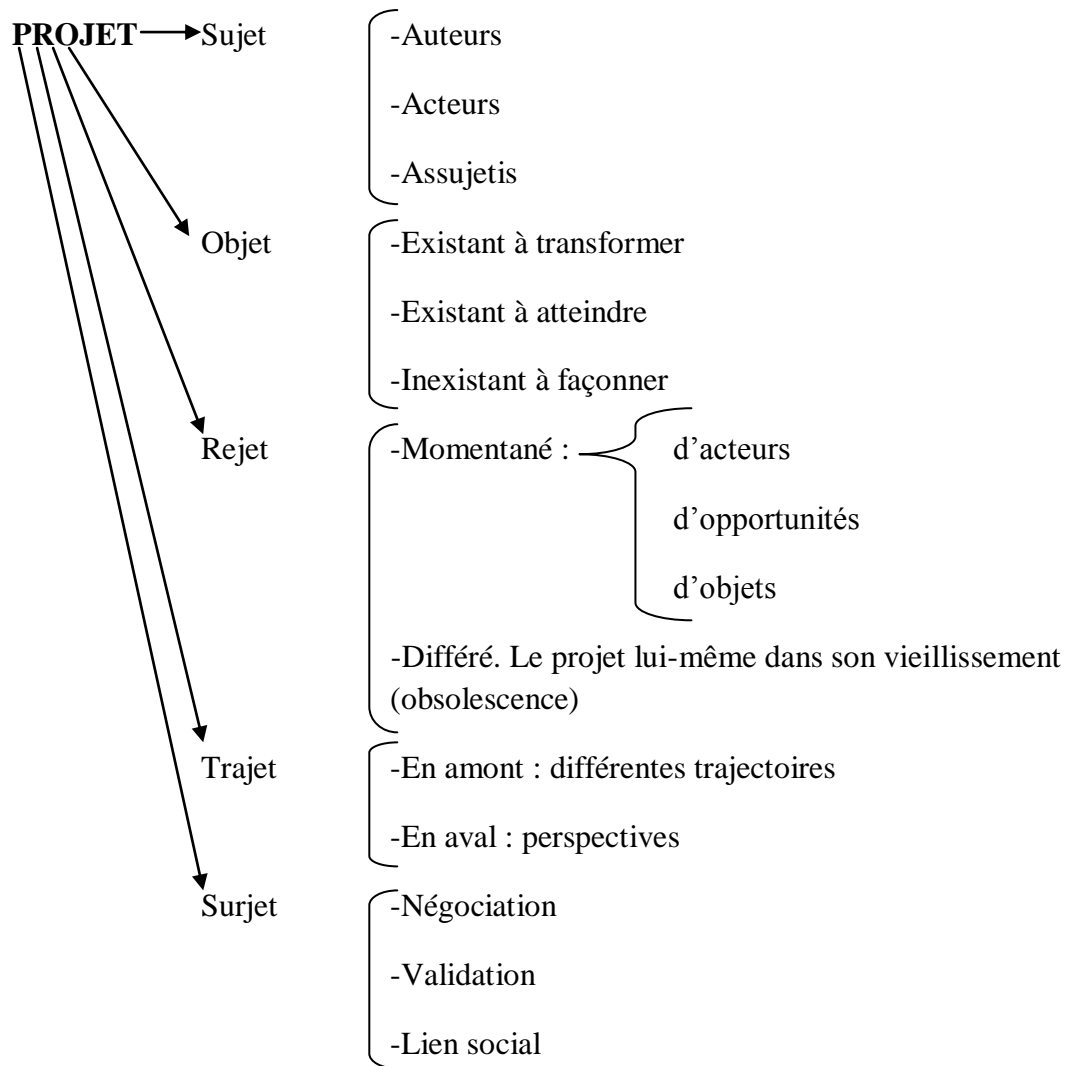 PROJET Sujet -Auteurs
-Acteurs
-Assujetis
Objet -Existant à transformer
-Existant à atteindre
-Inexistant à façonner
Rejet -Momentané : d’acteurs
d’opportunités
d’objets
-Différé. Le projet lui-même dans son vieillissement
(obsolescence)
Trajet -En amont : différentes trajectoires
-En aval : perspectives
Surjet -Négociation
-Validation
-Lien social